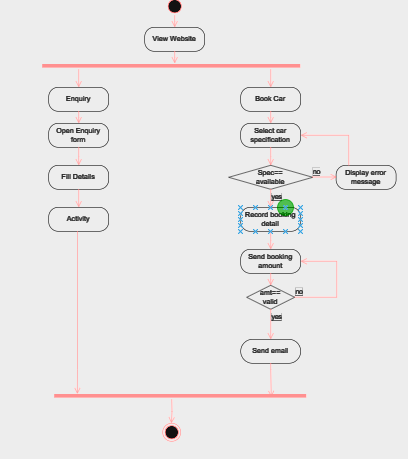 View Website
Enquiry
Book Car
Open Enquiry
form
Select car
specification
Fill Details
Spec==
available
no
Display error
message
yes
Activity
Record booking
detail
Send booking
amount
amt==
valid
no
yes
Send email